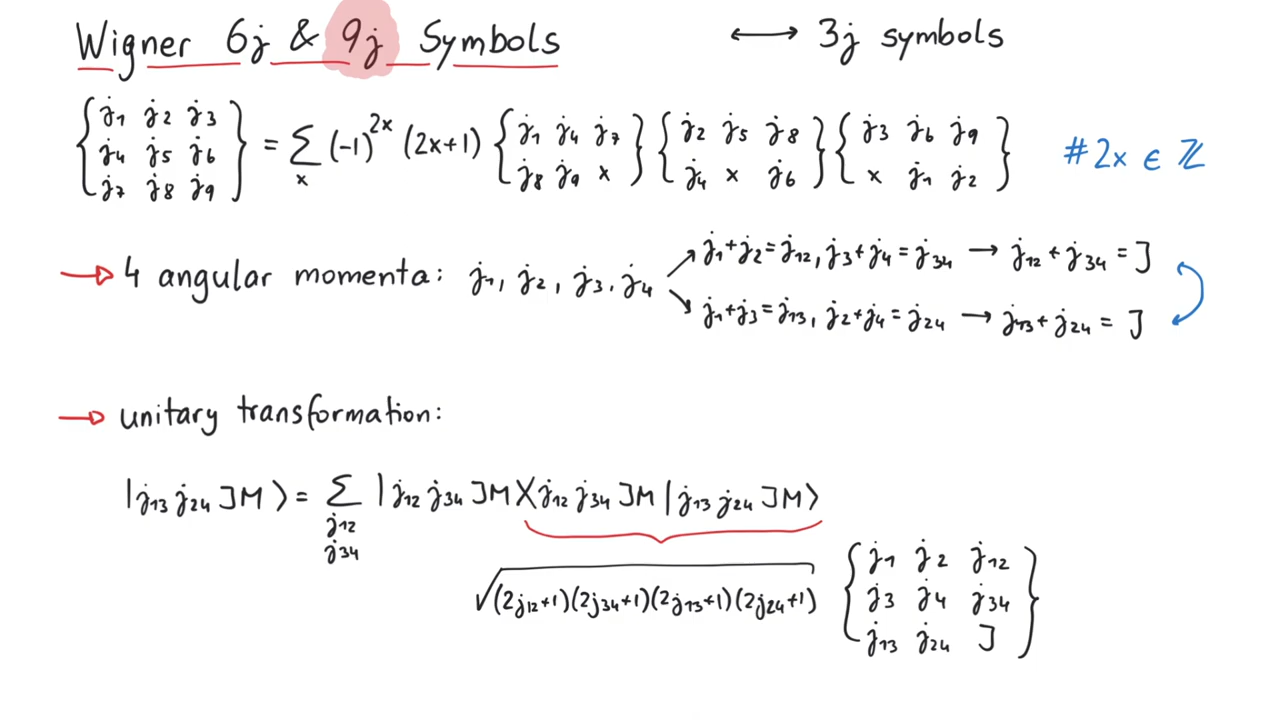 Wigner 6j & 9j Symbols ⟷ 3j symbols
{j₁ j₂ j₃
j₄ j₅ j₆
j₇ j₈ j₉} = ∑ₓ (-1)²ˣ (2x+1) {j₁ j₄ j₇ / j₈ j₉ x} {j₂ j₅ j₈ / j₄ x j₆} {j₃ j₆ j₉ / x j₁ j₂} #2x ∈ ℤ
→ 4 angular momenta: j₁, j₂, j₃, j₄
j₁+j₂=j₁₂, j₃+j₄=j₃₄ → j₁₂+j₃₄=J
j₁+j₃=j₁₃, j₂+j₄=j₂₄ → j₁₃+j₂₄=J
→ unitary transformation:
|j₁₃ j₂₄ JM⟩ = ∑ |j₁₂ j₃₄ JM⟩⟨j₁₂ j₃₄ JM|j₁₃ j₂₄ JM⟩
j₁₂
j₃₄
√(2j₁₂+1)(2j₃₄+1)(2j₁₃+1)(2j₂₄+1) {j₁ j₂ j₁₂
j₃ j₄ j₃₄
j₁₃ j₂₄ J}